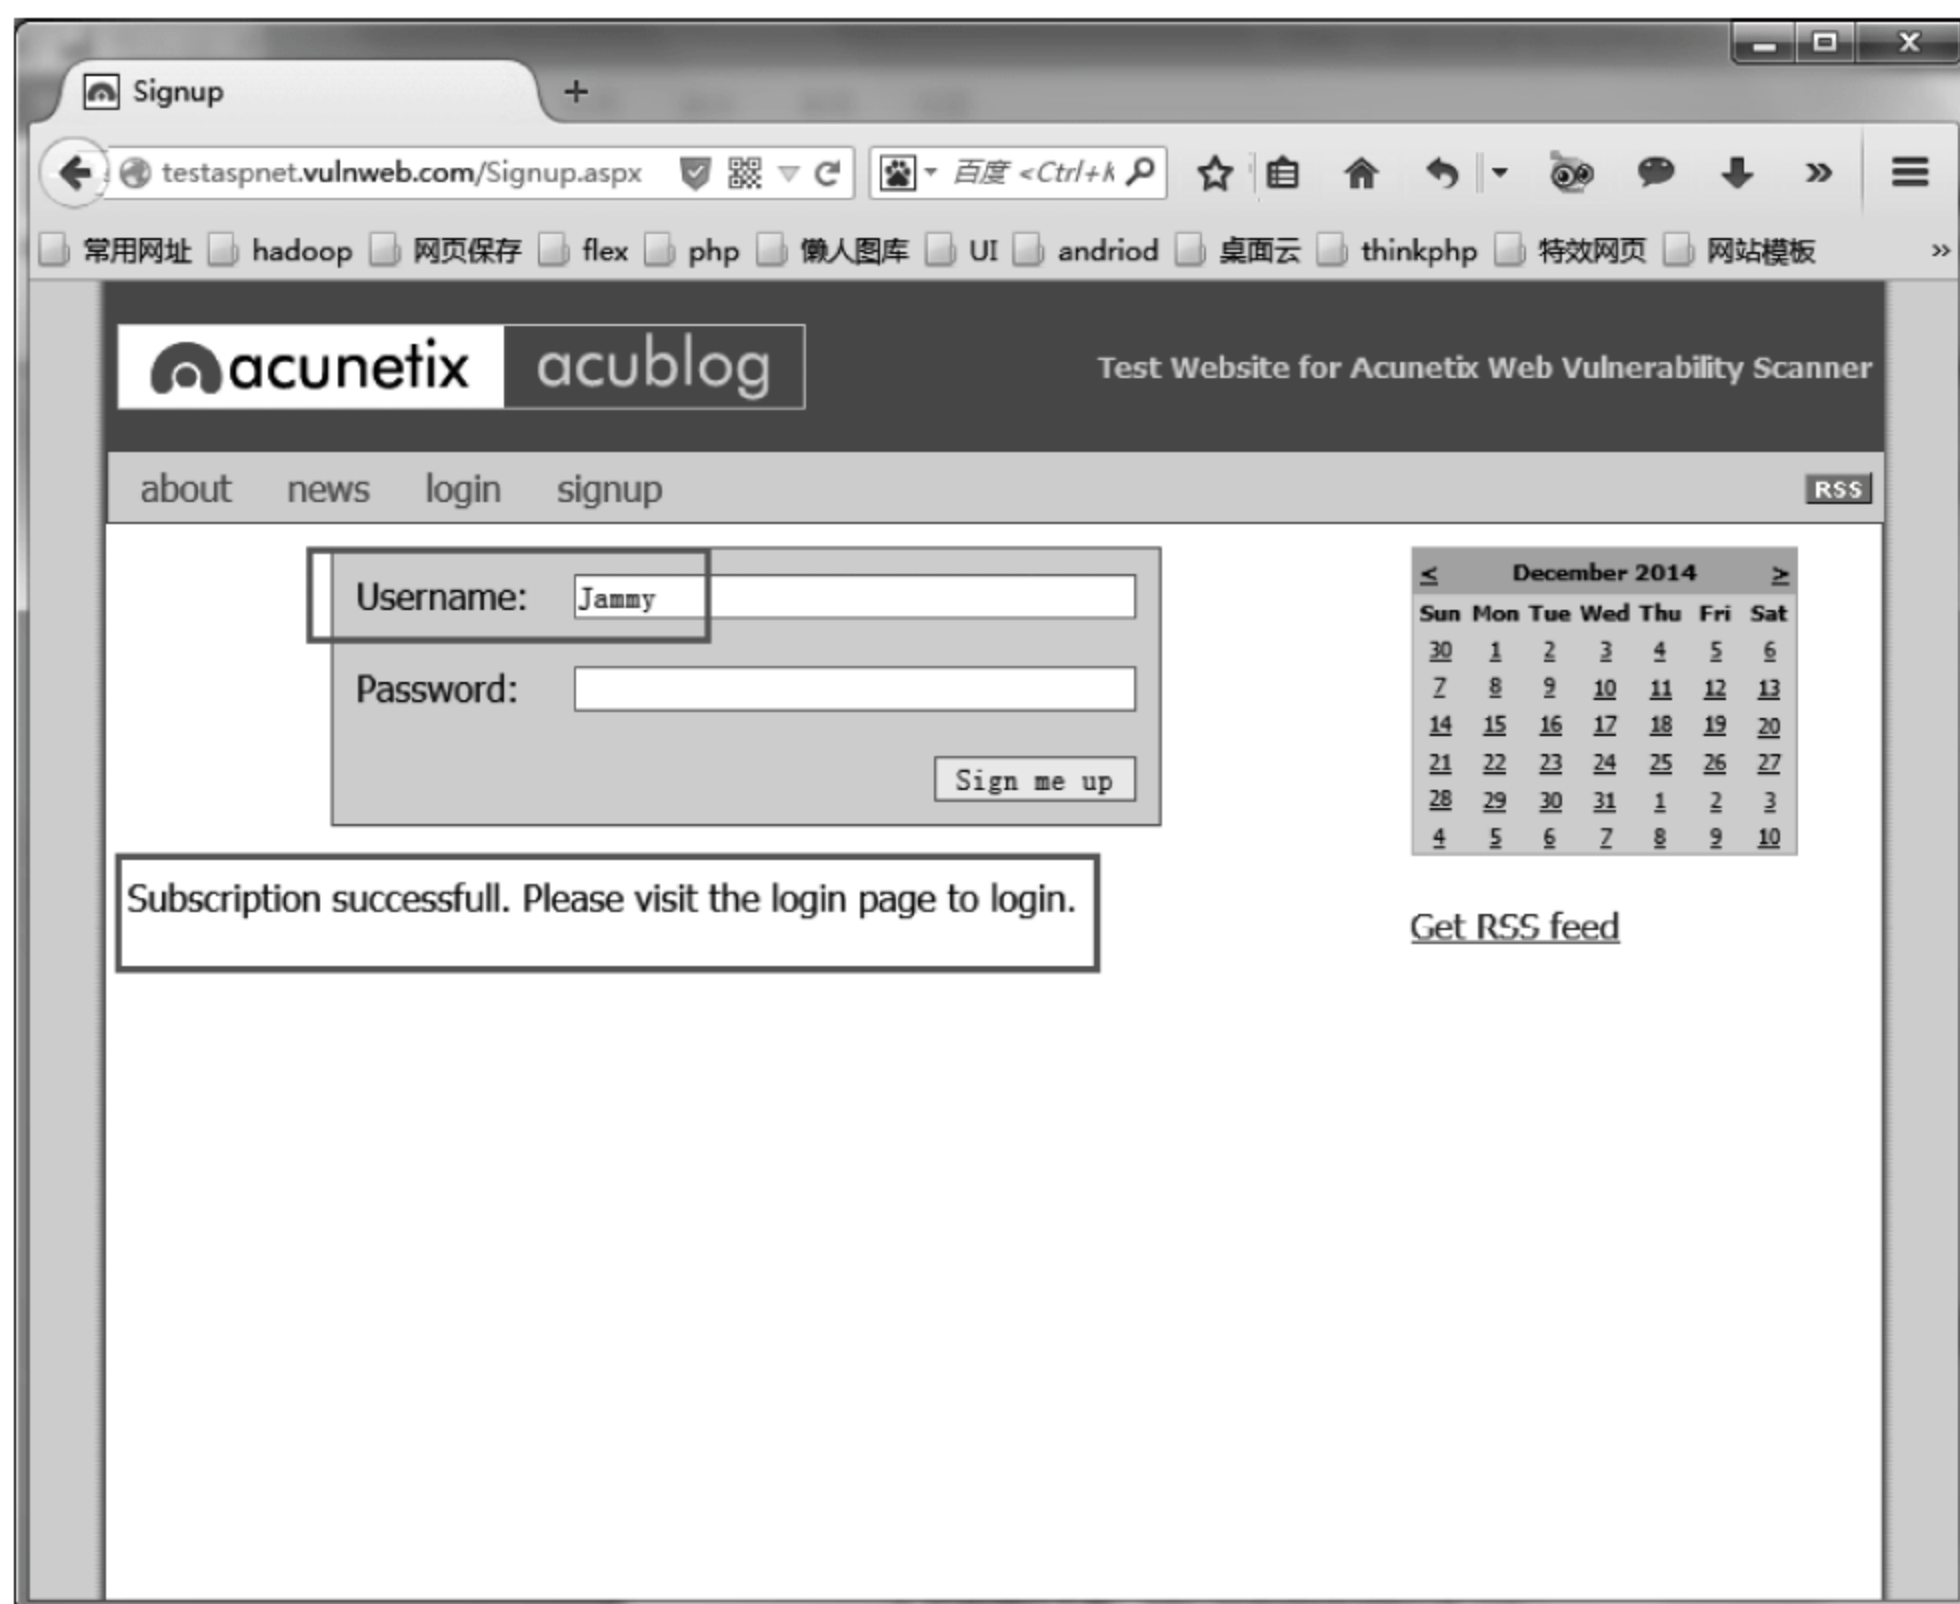 Signup
testaspnet.vulnweb.com/Signup.aspx 百度 <Ctrl+k
常用网址 hadoop 网页保存 flex php 懒人图库 UI andriod 桌面云 thinkphp 特效网页 网站模板 »
acunetix acublog Test Website for Acunetix Web Vulnerability Scanner
about news login signup RSS
Username: Jammy
Password:
Sign me up
Subscription successfull. Please visit the login page to login.
< December 2014 >
Sun Mon Tue Wed Thu Fri Sat
30 1 2 3 4 5 6
7 8 9 10 11 12 13
14 15 16 17 18 19 20
21 22 23 24 25 26 27
28 29 30 31 1 2 3
4 5 6 7 8 9 10
Get RSS feed